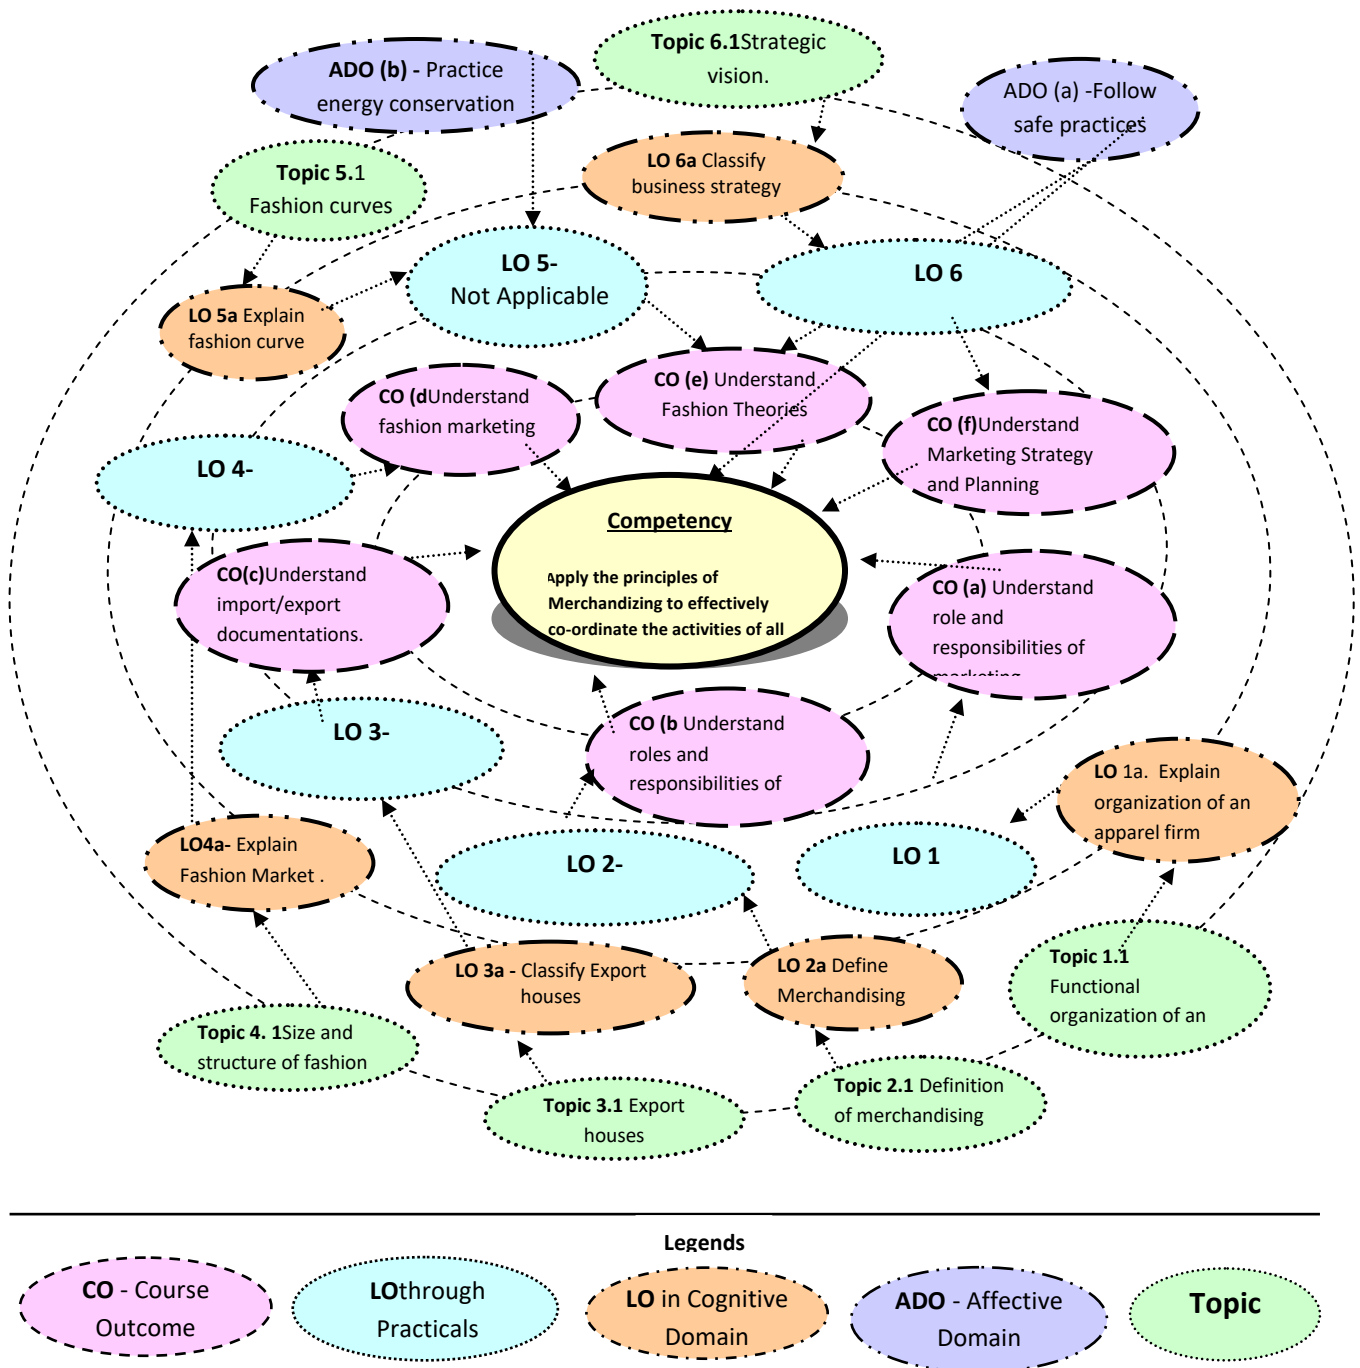 Topic 6.1Strategic
vision.
ADO (b) - Practice
energy conservation
ADO (a) -Follow
safe practices
Topic 5.1
Fashion curves
LO 6a Classify
business strategy
LO 5-
Not Applicable
LO 6
LO 5a Explain
fashion curve
CO (dUnderstand
fashion marketing
CO (e) Understand
Fashion Theories
CO (f)Understand
Marketing Strategy
and Planning
LO 4-
Competency
Apply the principles of
Merchandizing to effectively
co-ordinate the activities of all
CO(c)Understand
import/export
documentations.
CO (a) Understand
role and
responsibilities of
marketing
LO 3-
CO (b Understand
roles and
responsibilities of
LO 1a. Explain
organization of an
apparel firm
LO4a- Explain
Fashion Market .
LO 2-
LO 1
LO 3a - Classify Export
houses
LO 2a Define
Merchandising
Topic 1.1
Functional
organization of an
Topic 4. 1Size and
structure of fashion
Topic 3.1 Export
houses
Topic 2.1 Definition
of merchandising
Legends
CO - Course
Outcome
LOthrough
Practicals
LO in Cognitive
Domain
ADO - Affective
Domain
Topic